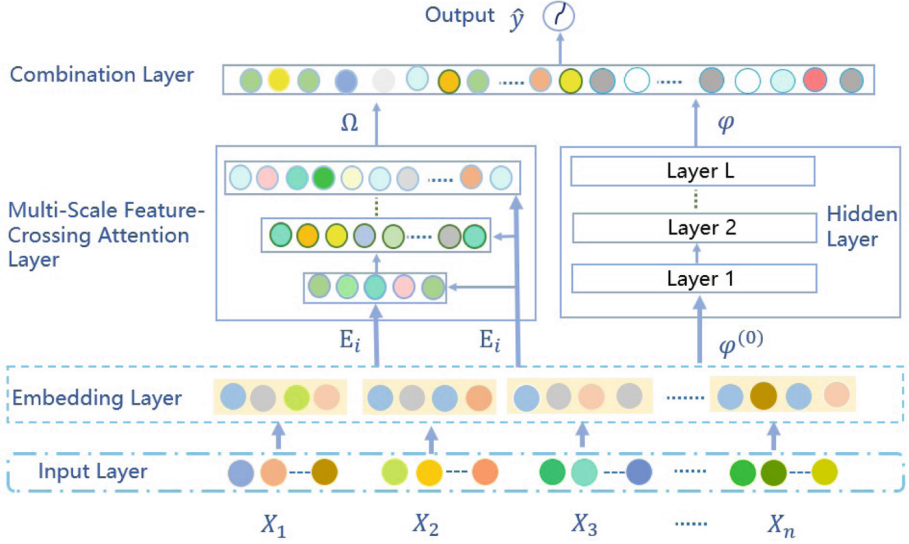 Output ŷ
Combination Layer
Ω φ
Layer L
Multi-Scale Feature-
Crossing Attention
Layer
Layer 2
Hidden
Layer
Layer 1
E_i E_i φ^(0)
Embedding Layer
Input Layer
X_1 X_2 X_3 ...... X_n